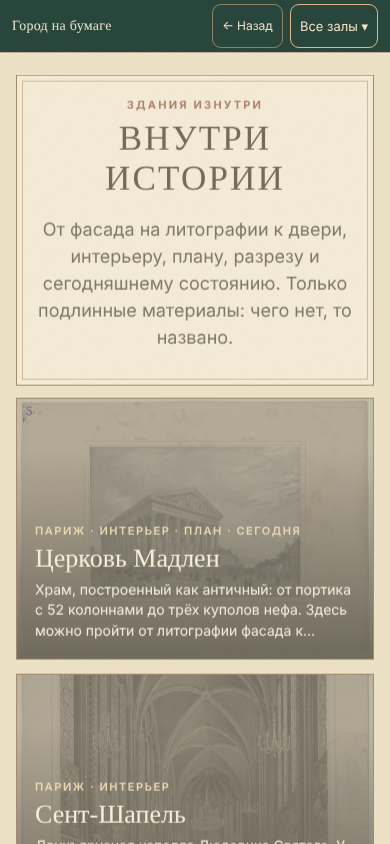 Город на бумаге
← Назад
Все залы ▾
ЗДАНИЯ ИЗНУТРИ
ВНУТРИ
ИСТОРИИ
От фасада на литографии к двери,
интерьеру, плану, разрезу и
сегодняшнему состоянию. Только
подлинные материалы: чего нет, то
названо.
5
ПАРИЖ · ИНТЕРЬЕР · ПЛАН · СЕГОДНЯ
Церковь Мадлен
Храм, построенный как античный: от портика
с 52 колоннами до трёх куполов нефа. Здесь
можно пройти от литографии фасада к...
ПАРИЖ · ИНТЕРЬЕР
Сент-Шапель